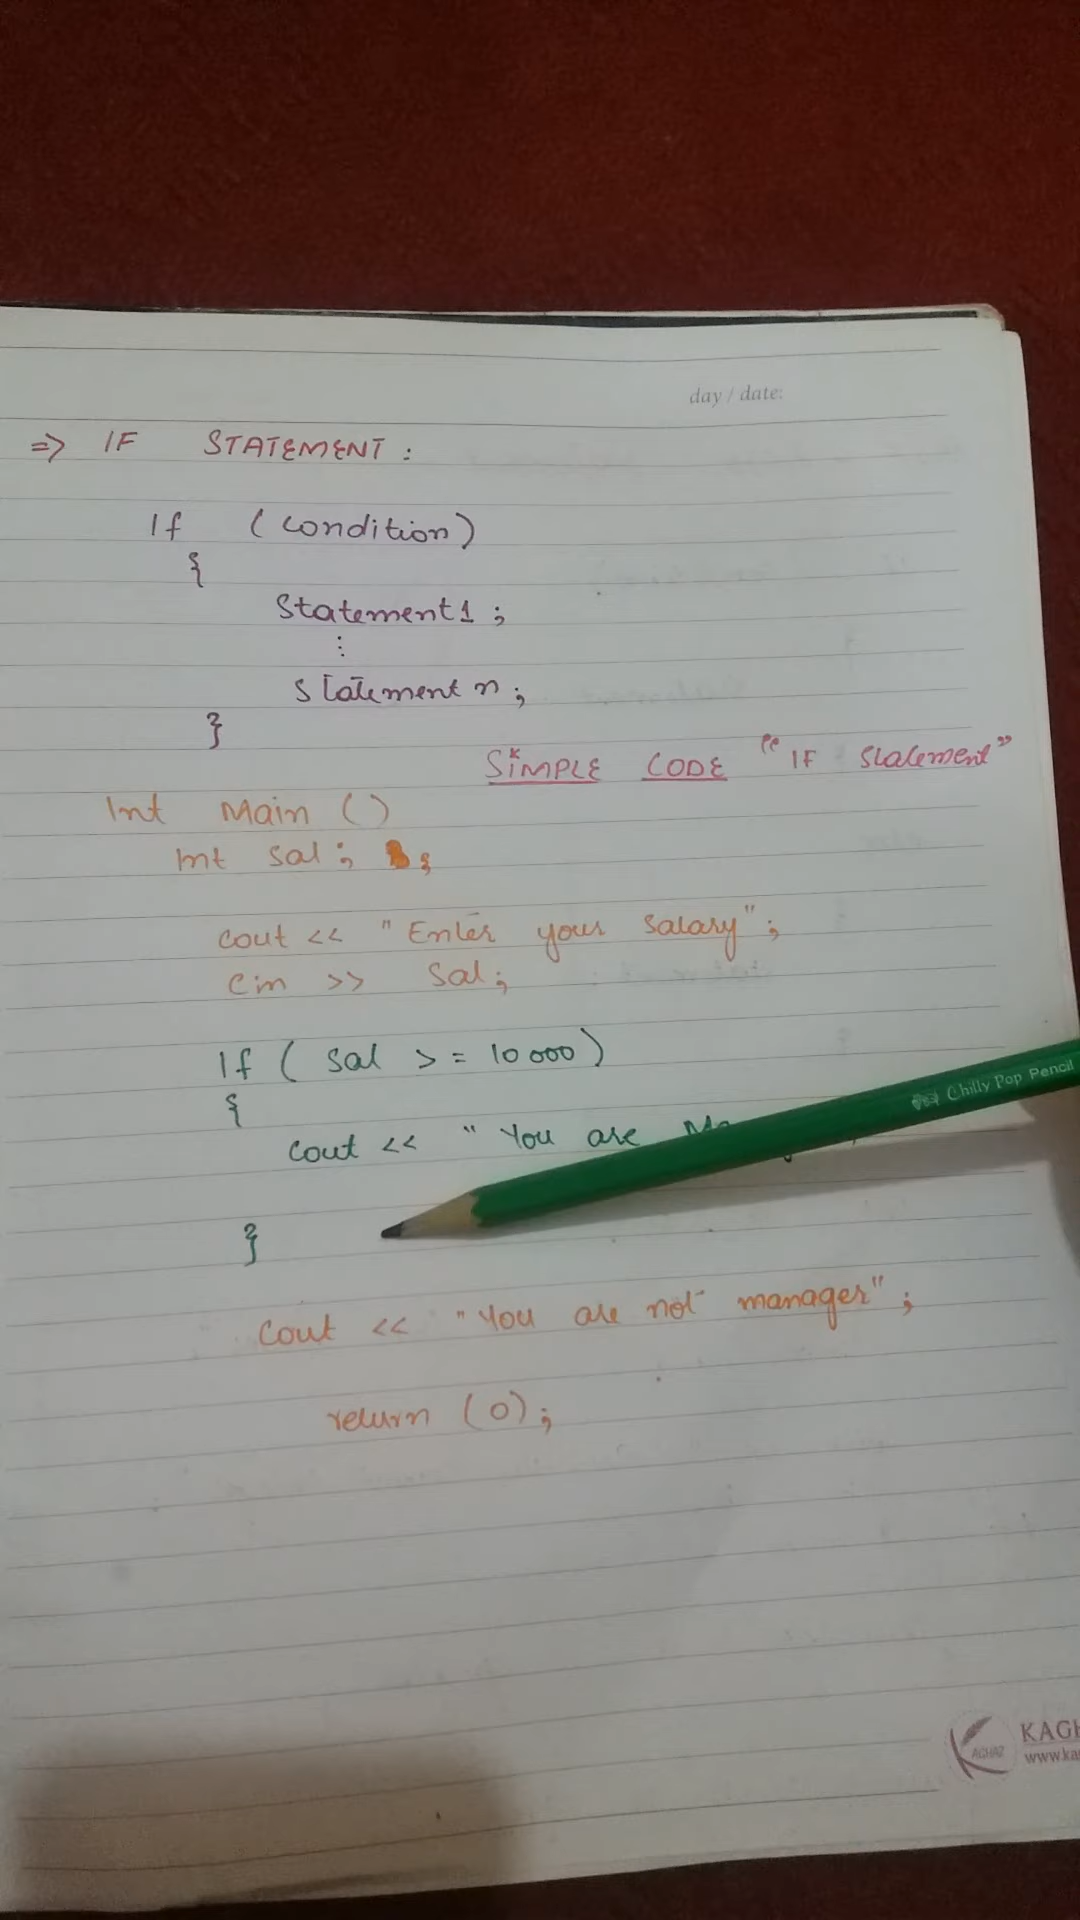 day / date:
=> IF STATEMENT :
If (condition)
{
Statement1 ;
⋮
Statement n ;
}
SIMPLE CODE "IF Statement"
Int Main ()
Int sal ; ;
cout << "Enter your salary" ;
Cin >> Sal ;
If ( Sal >= 10000 )
{
Cout << " You are
}
Cout << "You are not manager" ;
return (0) ;
Chilly Pop Pencil
KAGHAZ